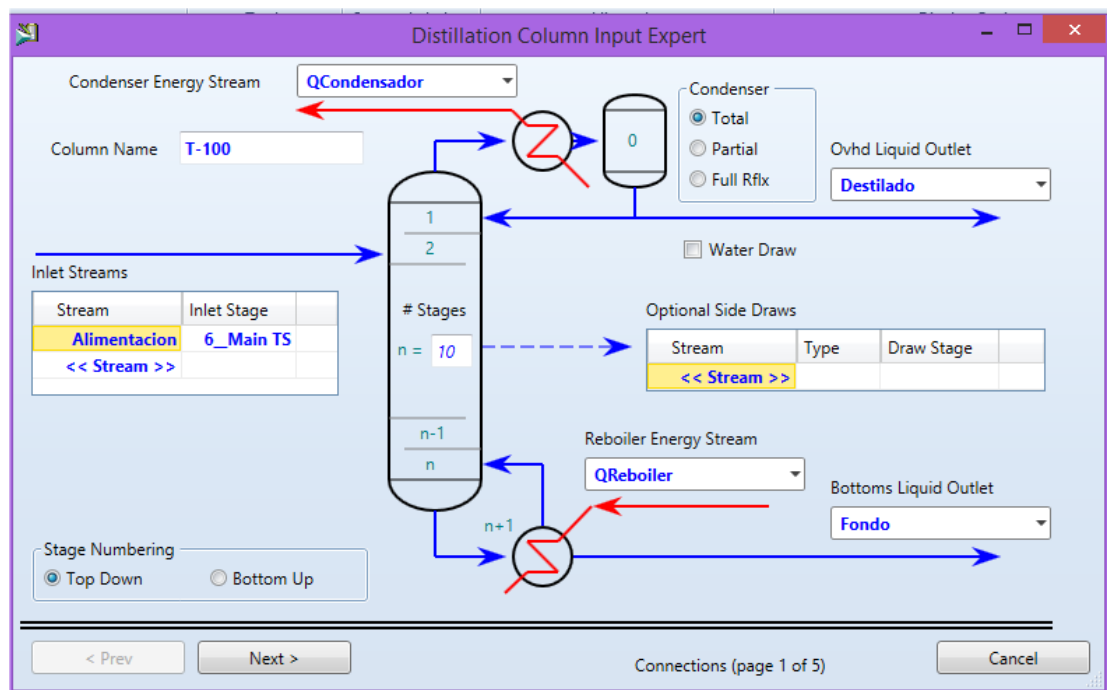 Distillation Column Input Expert
Condenser Energy Stream
QCondensador
Condenser
Total
Partial
Full Rflx
0
Column Name
T-100
Ovhd Liquid Outlet
Destilado
1
2
Water Draw
Inlet Streams
Stream Inlet Stage
Alimentacion 6__Main TS
<< Stream >>
# Stages
n = 10
Optional Side Draws
Stream Type Draw Stage
<< Stream >>
n-1
n
Reboiler Energy Stream
QReboiler
Bottoms Liquid Outlet
Fondo
n+1
Stage Numbering
Top Down Bottom Up
< Prev Next > Connections (page 1 of 5) Cancel